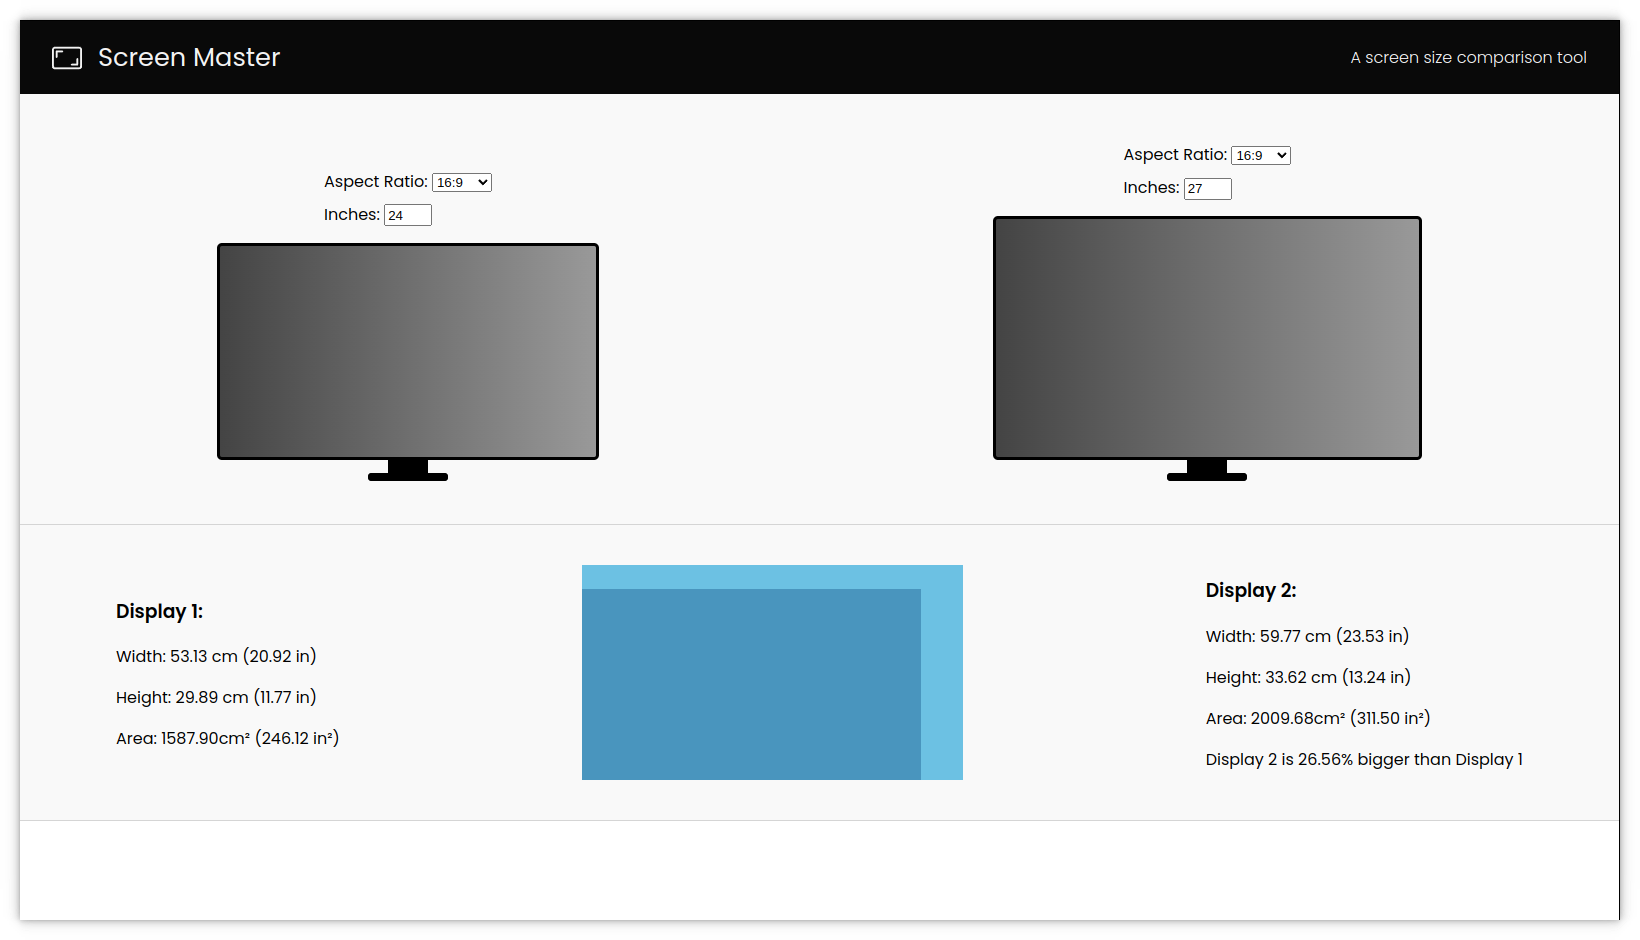 Screen Master
A screen size comparison tool
Aspect Ratio: 16:9
Inches: 24
Aspect Ratio: 16:9
Inches: 27
Display 1:
Width: 53.13 cm (20.92 in)
Height: 29.89 cm (11.77 in)
Area: 1587.90cm² (246.12 in²)
Display 2:
Width: 59.77 cm (23.53 in)
Height: 33.62 cm (13.24 in)
Area: 2009.68cm² (311.50 in²)
Display 2 is 26.56% bigger than Display 1